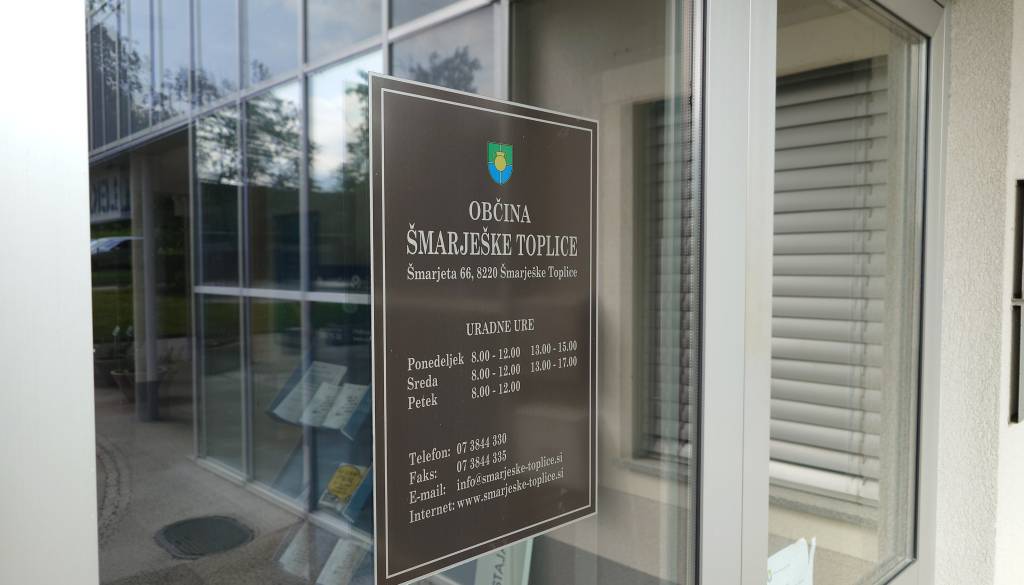 OBČINA
ŠMARJEŠKE TOPLICE
Šmarjeta 66, 8220 Šmarješke Toplice
URADNE URE
Ponedeljek 8.00 - 12.00 13.00 - 15.00
Sreda 8.00 - 12.00 13.00 - 17.00
Petek 8.00 - 12.00
Telefon: 07 3844 330
Faks: 07 3844 335
E-mail: info@smarjeske-toplice.si
Internet: www.smarjeske-toplice.si